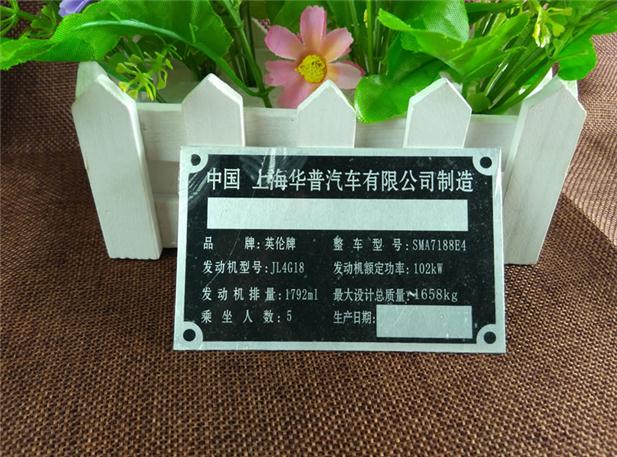 中国 上海华普汽车有限公司制造
品牌:英伦牌 整车型号:SMA7188E4
发动机型号:JL4G18 发动机额定功率:102kW
发动机排量:1792ml 最大设计总质量:1658kg
乘坐人数:5 生产日期: